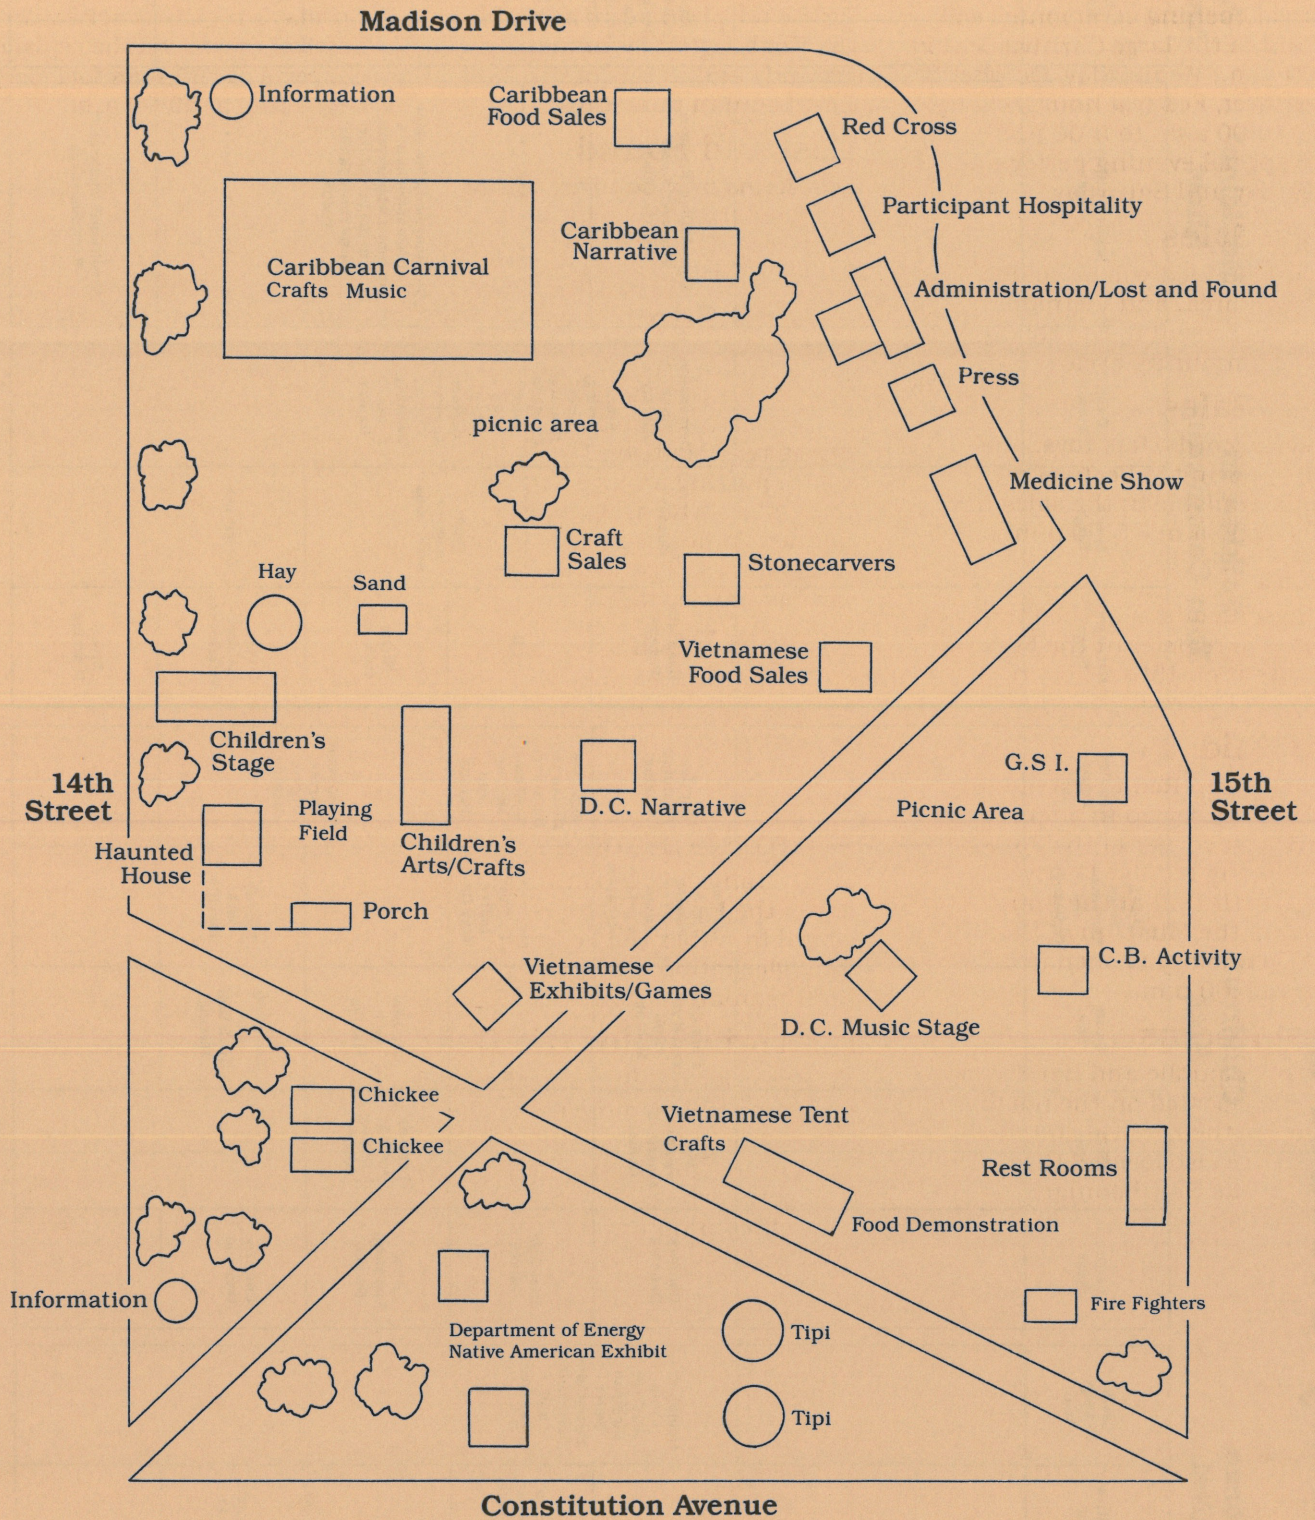 Madison Drive
Information
Caribbean
Food Sales
Red Cross
Participant Hospitality
Caribbean
Narrative
Caribbean Carnival
Crafts Music
Administration/Lost and Found
Press
picnic area
Medicine Show
Craft
Sales
Stonecarvers
Hay
Sand
Vietnamese
Food Sales
Children's
Stage
14th
Street
Playing
Field
D.C. Narrative
G.S I.
Picnic Area
15th
Street
Children's
Arts/Crafts
Haunted
House
Porch
Vietnamese
Exhibits/Games
C.B. Activity
D.C. Music Stage
Chickee
Chickee
Vietnamese Tent
Crafts
Rest Rooms
Food Demonstration
Information
Fire Fighters
Department of Energy
Native American Exhibit
Tipi
Tipi
Constitution Avenue